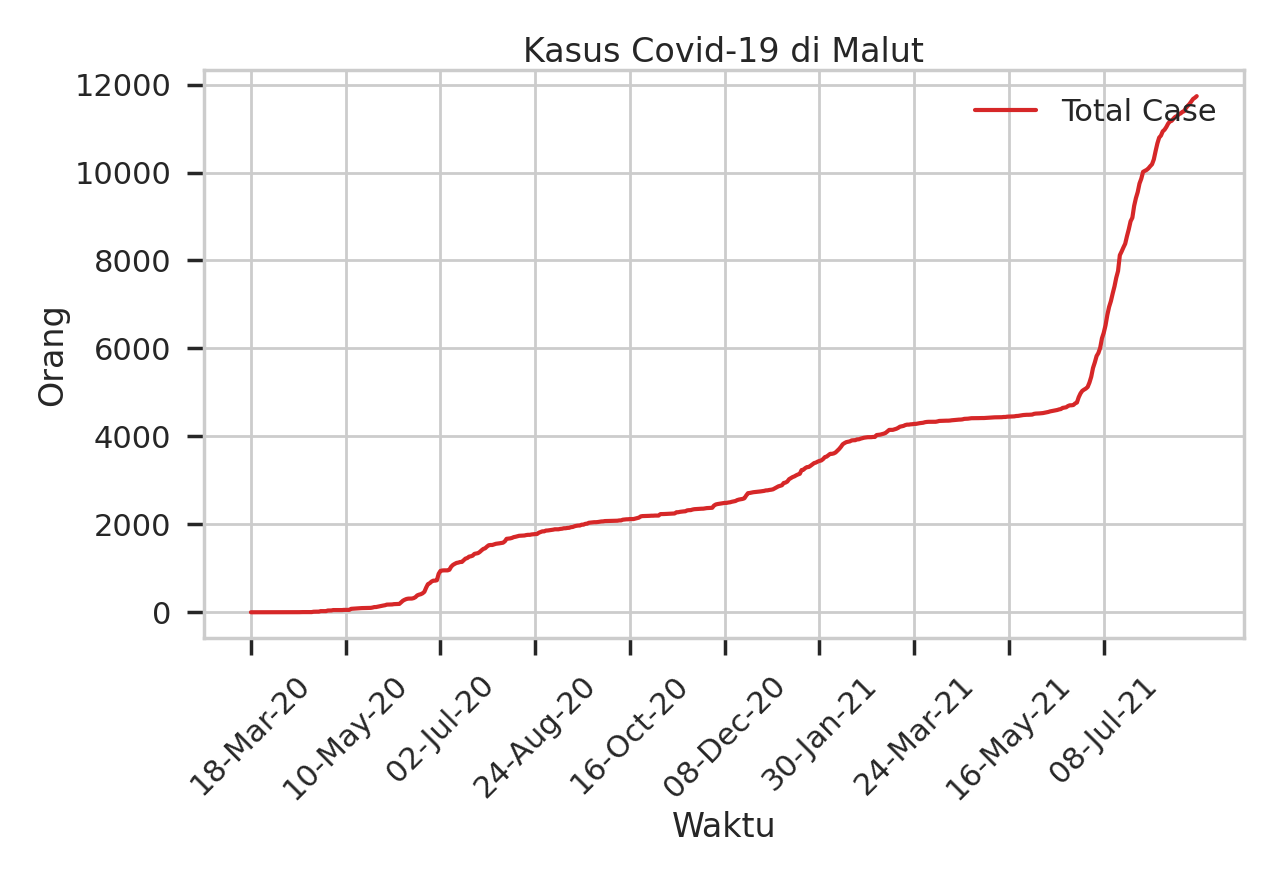 Kasus Covid-19 di Malut
Total Case
Orang
12000
10000
8000
6000
4000
2000
0
18-Mar-20
10-May-20
02-Jul-20
24-Aug-20
16-Oct-20
08-Dec-20
30-Jan-21
24-Mar-21
16-May-21
08-Jul-21
Waktu